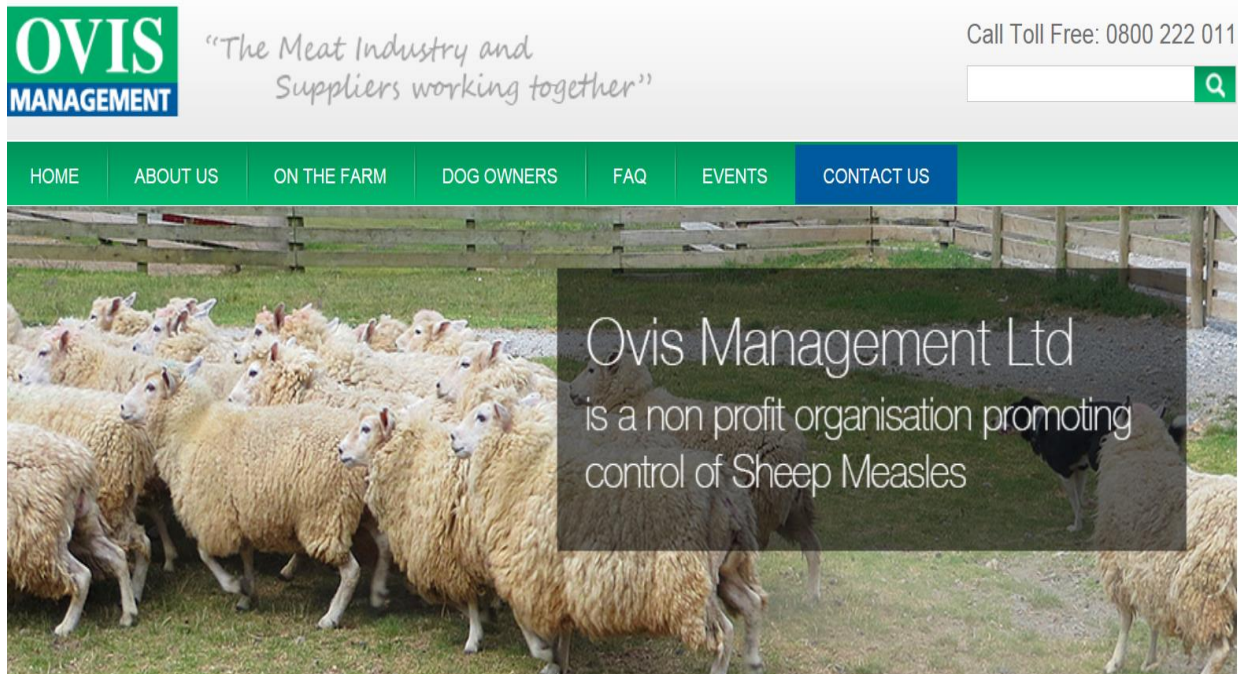 OVIS
MANAGEMENT
“The Meat Industry and
Suppliers working together”
Call Toll Free: 0800 222 011
HOME
ABOUT US
ON THE FARM
DOG OWNERS
FAQ
EVENTS
CONTACT US
Ovis Management Ltd
is a non profit organisation promoting
control of Sheep Measles